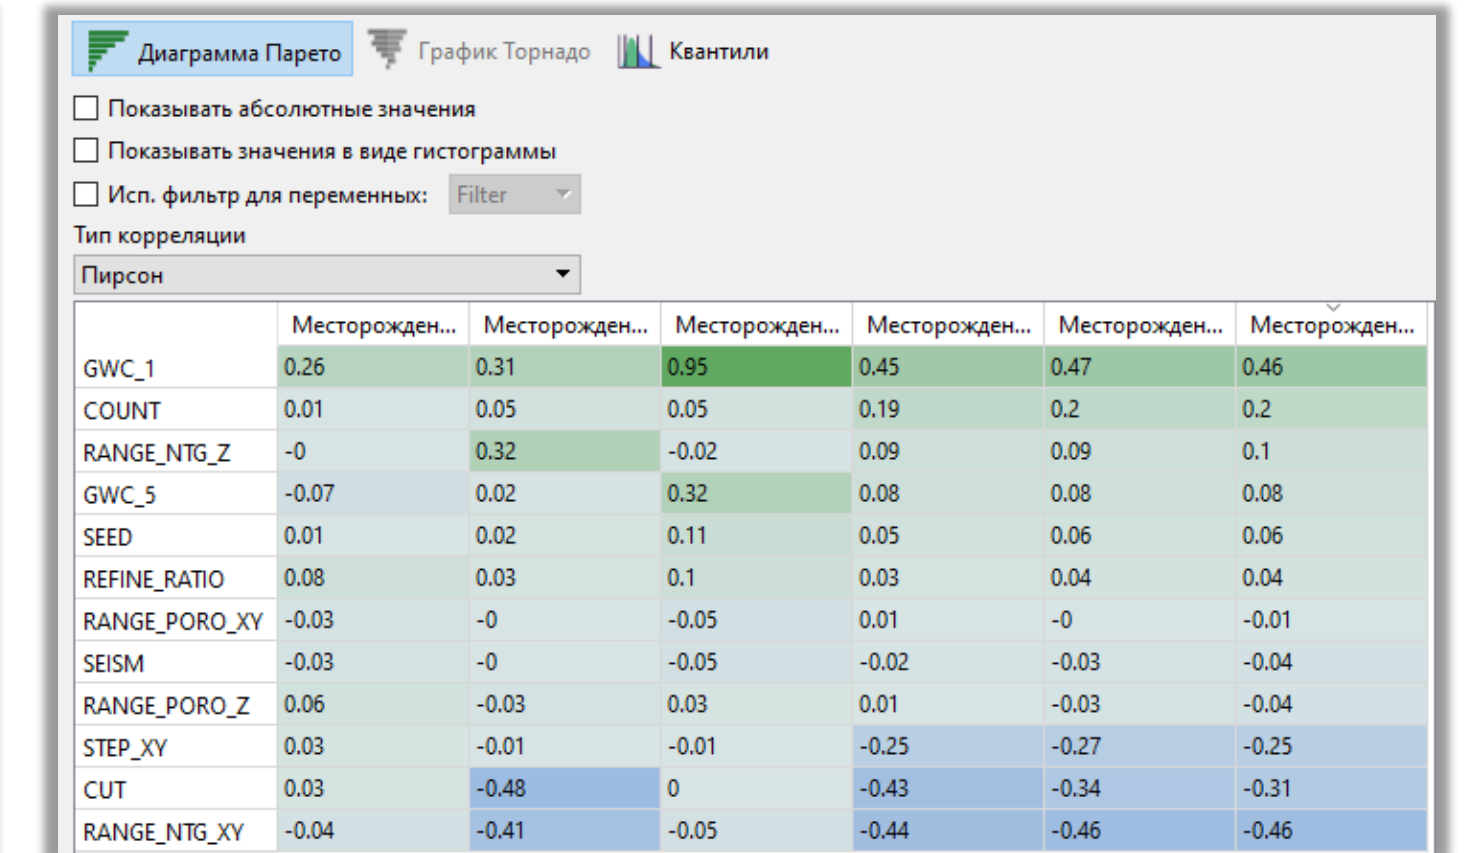 Диаграмма Парето График Торнадо Квантили
Показывать абсолютные значения
Показывать значения в виде гистограммы
Исп. фильтр для переменных: Filter
Тип корреляции
Пирсон
Месторожден... Месторожден... Месторожден... Месторожден... Месторожден... Месторожден...
GWC_1 0.26 0.31 0.95 0.45 0.47 0.46
COUNT 0.01 0.05 0.05 0.19 0.2 0.2
RANGE_NTG_Z -0 0.32 -0.02 0.09 0.09 0.1
GWC_5 -0.07 0.02 0.32 0.08 0.08 0.08
SEED 0.01 0.02 0.11 0.05 0.06 0.06
REFINE_RATIO 0.08 0.03 0.1 0.03 0.04 0.04
RANGE_PORO_XY -0.03 -0 -0.05 0.01 -0 -0.01
SEISM -0.03 -0 -0.05 -0.02 -0.03 -0.04
RANGE_PORO_Z 0.06 -0.03 0.03 0.01 -0.03 -0.04
STEP_XY 0.03 -0.01 -0.01 -0.25 -0.27 -0.25
CUT 0.03 -0.48 0 -0.43 -0.34 -0.31
RANGE_NTG_XY -0.04 -0.41 -0.05 -0.44 -0.46 -0.46